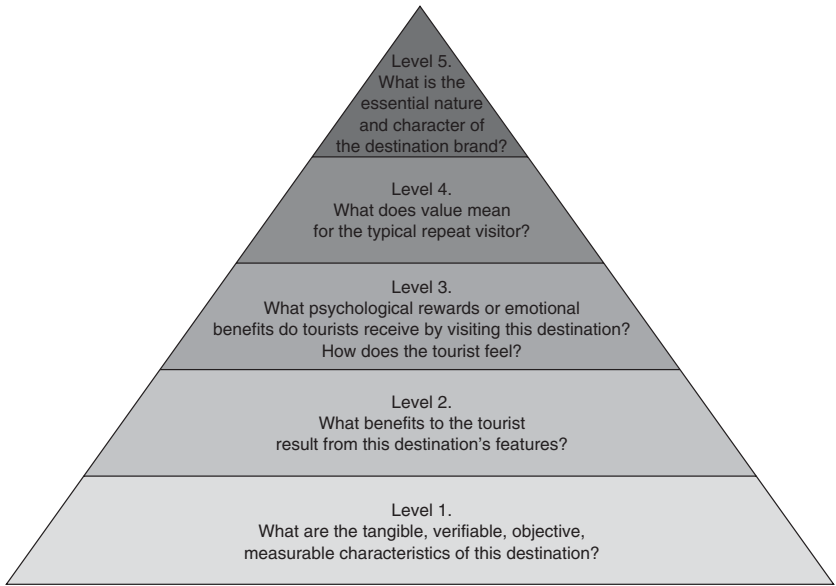 Level 5.
What is the
essential nature
and character of
the destination brand?
Level 4.
What does value mean
for the typical repeat visitor?
Level 3.
What psychological rewards or emotional
benefits do tourists receive by visiting this destination?
How does the tourist feel?
Level 2.
What benefits to the tourist
result from this destination’s features?
Level 1.
What are the tangible, verifiable, objective,
measurable characteristics of this destination?